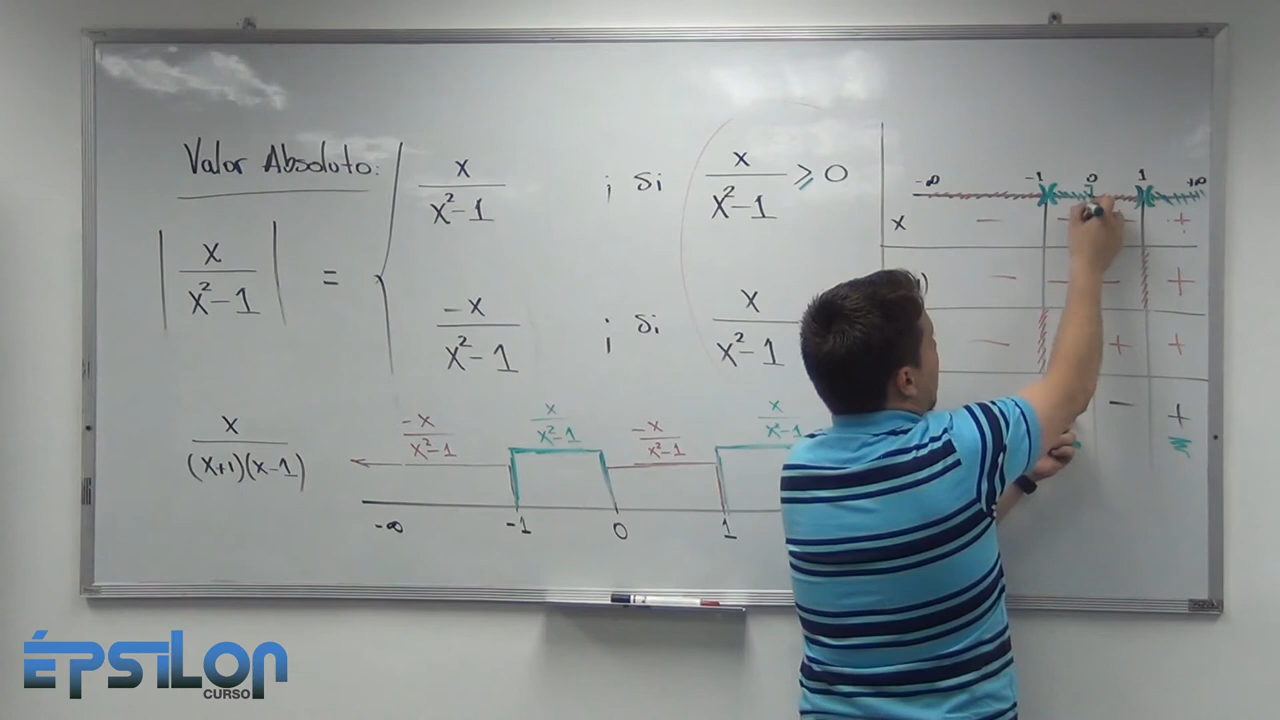 Valor Absoluto:
|x/(x²-1)| = { x/(x²-1) ; si x/(x²-1) ≥ 0
-x/(x²-1) ; si x/(x²-1)
x/((x+1)(x-1))
-x/(x²-1) x/(x²-1) -x/(x²-1) x/(x²-1)
-∞ -1 0 1
-∞ -1 0 1 +∞
x - - +
- - +
- + +
- +
ÉPSILON
CURSO